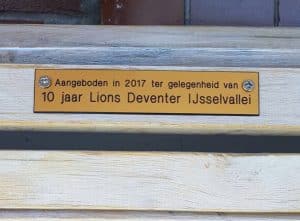 Aangeboden in 2017 ter gelegenheid van
10 jaar Lions Deventer IJsselvallei